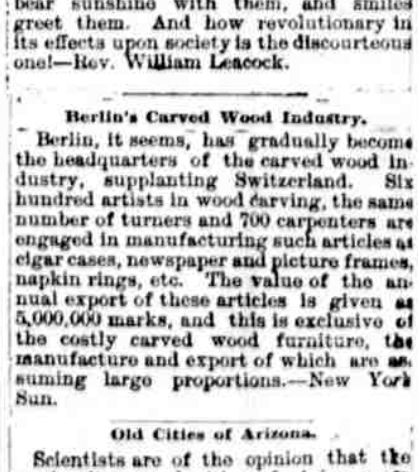 bear sunshine with them, and smiles
greet them. And how revolutionary in
its effects upon society is the discourteous
one!—Rev. William Leacock.
Berlin's Carved Wood Industry.
Berlin, it seems, has gradually become
the headquarters of the carved wood in-
dustry, supplanting Switzerland. Six
hundred artists in wood carving, the same
number of turners and 700 carpenters are
engaged in manufacturing such articles as
cigar cases, newspaper and picture frames,
napkin rings, etc. The value of the an-
nual export of these articles is given as
5,000,000 marks, and this is exclusive of
the costly carved wood furniture, the
manufacture and export of which are as-
suming large proportions.—New York
Sun.
Old Cities of Arizona.
Scientists are of the opinion that the